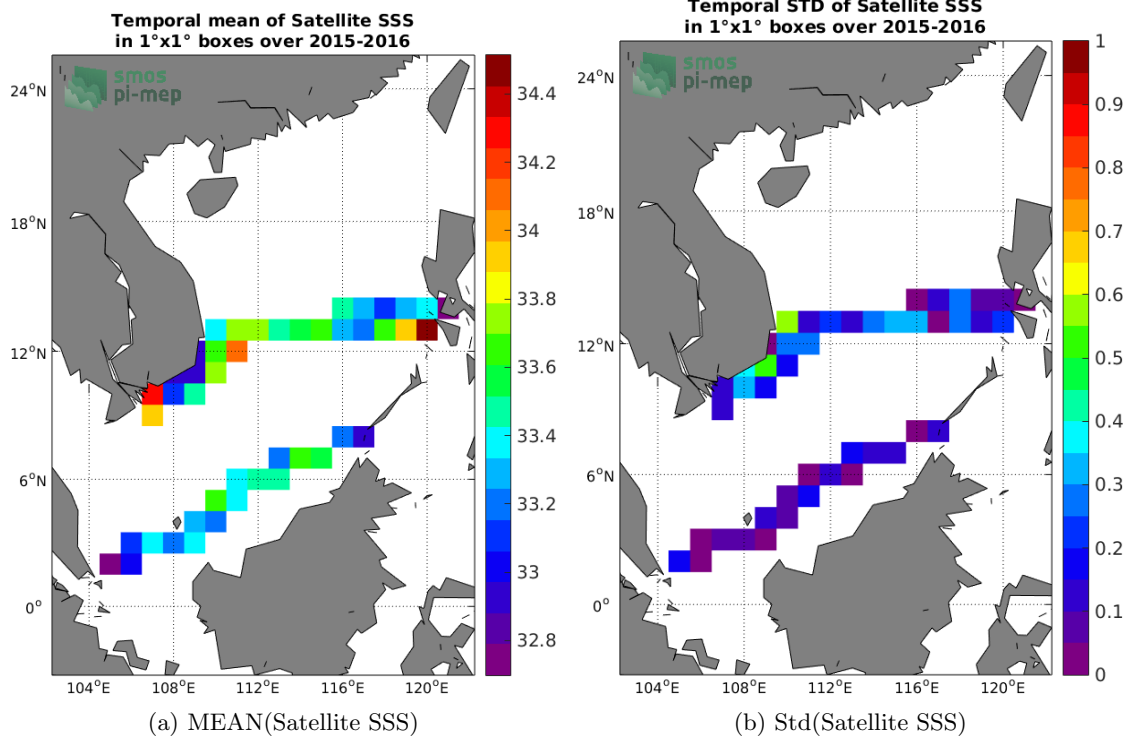 Temporal mean of Satellite SSS
in 1°x1° boxes over 2015-2016
smos
pi-mep
24°N
18°N
12°N
6°N
0°
104°E
108°E
112°E
116°E
120°E
34.4
34.2
34
33.8
33.6
33.4
33.2
33
32.8
(a) MEAN(Satellite SSS)
Temporal STD of Satellite SSS
in 1°x1° boxes over 2015-2016
smos
pi-mep
24°N
18°N
12°N
6°N
0°
104°E
108°E
112°E
116°E
120°E
1
0.9
0.8
0.7
0.6
0.5
0.4
0.3
0.2
0.1
0
(b) Std(Satellite SSS)